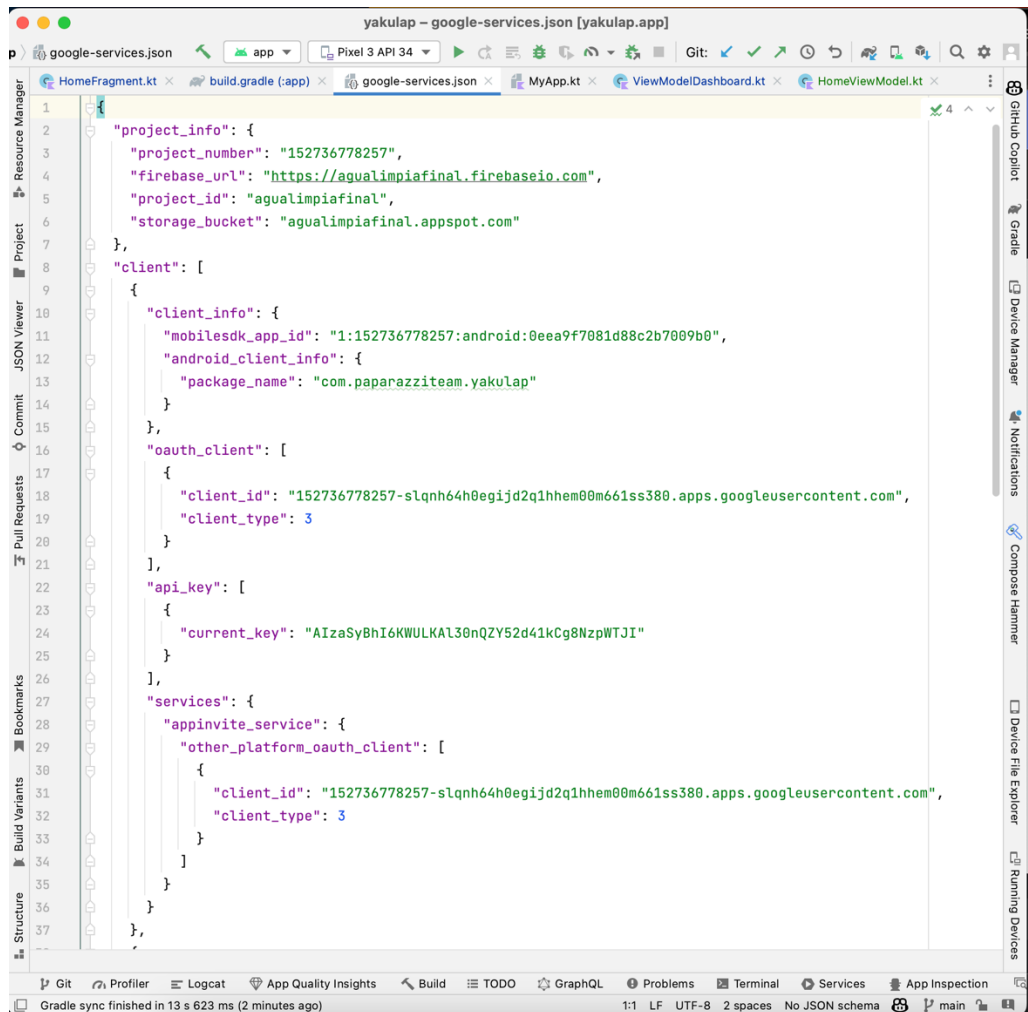 yakulap – google-services.json [yakulap.app]
google-services.json app Pixel 3 API 34 Git:
HomeFragment.kt build.gradle (:app) google-services.json MyApp.kt ViewModelDashboard.kt HomeViewModel.kt
4
1 {
2 "project_info": {
3 "project_number": "152736778257",
4 "firebase_url": "https://agualimpiafinal.firebaseio.com",
5 "project_id": "agualimpiafinal",
6 "storage_bucket": "agualimpiafinal.appspot.com"
7 },
8 "client": [
9 {
10 "client_info": {
11 "mobilesdk_app_id": "1:152736778257:android:0eea9f7081d88c2b7009b0",
12 "android_client_info": {
13 "package_name": "com.paparazziteam.yakulap"
14 }
15 },
16 "oauth_client": [
17 {
18 "client_id": "152736778257-slqnh64h0egijd2q1hhem00m661ss380.apps.googleusercontent.com",
19 "client_type": 3
20 }
21 ],
22 "api_key": [
23 {
24 "current_key": "AIzaSyBhI6KWULKAl30nQZY52d41kCg8NzpWTJI"
25 }
26 ],
27 "services": {
28 "appinvite_service": {
29 "other_platform_oauth_client": [
30 {
31 "client_id": "152736778257-slqnh64h0egijd2q1hhem00m661ss380.apps.googleusercontent.com",
32 "client_type": 3
33 }
34 ]
35 }
36 }
37 },
Resource Manager
Project
JSON Viewer
Commit
Pull Requests
Bookmarks
Build Variants
Structure
GitHub Copilot
Gradle
Device Manager
Notifications
Compose Hammer
Device File Explorer
Running Devices
Git Profiler Logcat App Quality Insights Build TODO GraphQL Problems Terminal Services App Inspection
Gradle sync finished in 13 s 623 ms (2 minutes ago) 1:1 LF UTF-8 2 spaces No JSON schema main